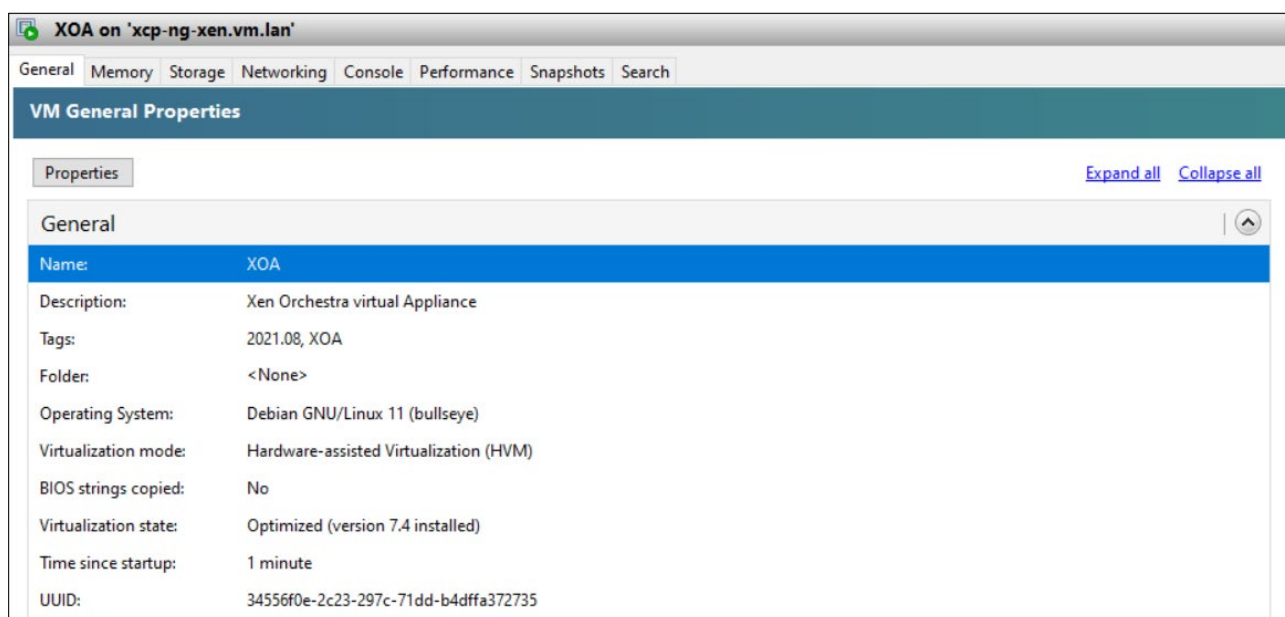 XOA on 'xcp-ng-xen.vm.lan'
General Memory Storage Networking Console Performance Snapshots Search
VM General Properties
Properties Expand all Collapse all
General
Name: XOA
Description: Xen Orchestra virtual Appliance
Tags: 2021.08, XOA
Folder: <None>
Operating System: Debian GNU/Linux 11 (bullseye)
Virtualization mode: Hardware-assisted Virtualization (HVM)
BIOS strings copied: No
Virtualization state: Optimized (version 7.4 installed)
Time since startup: 1 minute
UUID: 34556f0e-2c23-297c-71dd-b4dffa372735